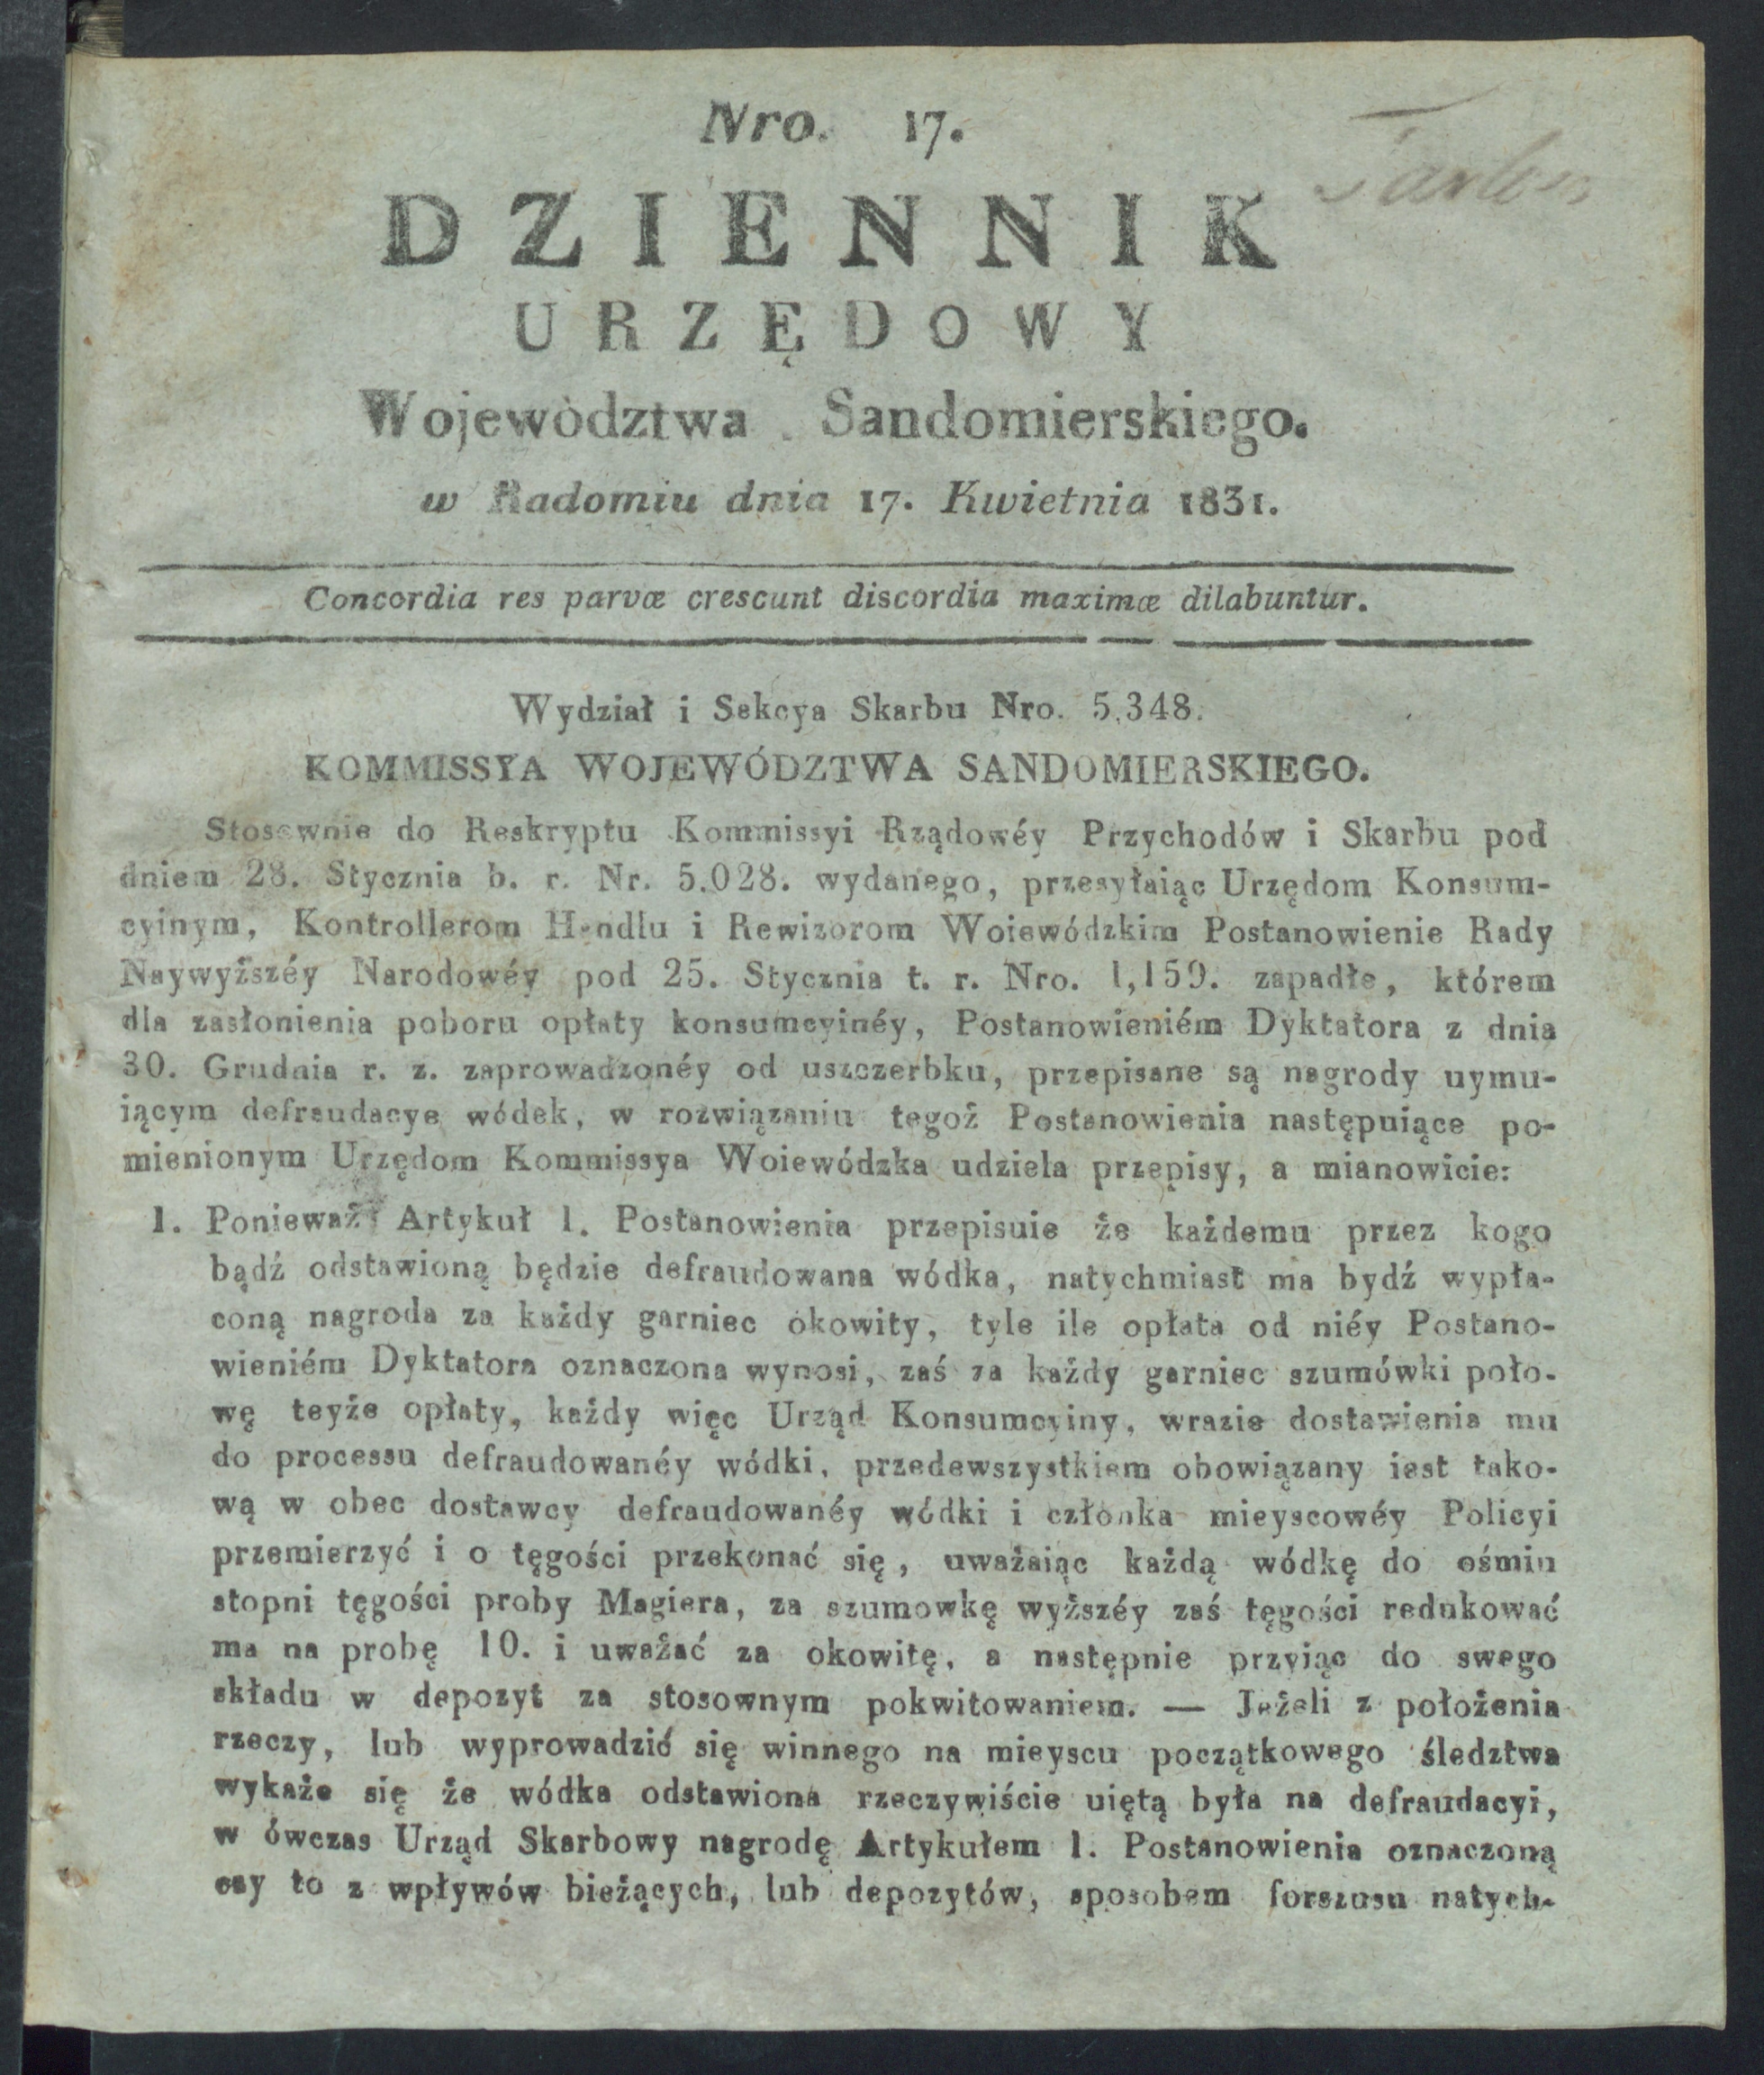 Nro. 17.
DZIENNIK
URZĘDOWY
Wojewòdztwa Sandomierskiego.
w Radomiu dnia 17. Kwietnia 1831.
Concordia res parvæ crescunt discordia maximæ dilabuntur.
Wydział i Sekcya Skarbu Nro. 5,348.
KOMMISSYA WOJEWÓDZTWA SANDOMIERSKIEGO.
Stosownie do Reskryptu Kommissyi Rządowéy Przychodów i Skarbu pod
dniem 28. Stycznia b. r. Nr. 5.028. wydanego, przesyłaiąc Urzędom Konsum-
cyinym, Kontrollerom Handlu i Rewizorom Woiewódzkim Postanowienie Rady
Naywyższéy Narodowéy pod 25. Stycznia t. r. Nro. 1,159. zapadłe, którem
dla zasłonienia poboru opłaty konsumcyinéy, Postanowieniém Dyktatora z dnia
30. Grudnia r. z. zaprowadzonéy od uszczerbku, przepisane są nagrody uymu-
iącym defraudacye wódek, w rozwiązaniu tegoż Postanowienia następuiące po-
mienionym Urzędom Kommissya Woiewódzka udziela przepisy, a mianowicie:
1. Ponieważ Artykuł 1. Postanowienia przepisuie że każdemu przez kogo
bądź odstawioną będzie defraudowana wódka, natychmiast ma bydź wypła-
coną nagroda za każdy garniec okowity, tyle ile opłata od niéy Postano-
wieniém Dyktatora oznaczona wynosi, zaś za każdy garniec szumówki poło-
wę teyże opłaty, każdy więc Urząd Konsumcyiny, wrazie dostawienia mu
do processu defraudowanéy wódki, przedewszystkiem obowiązany iest tako-
wą w obec dostawcy defraudowanéy wódki i członka mieyscowéy Policyi
przemierzyć i o tęgości przekonać się, uważaiąc każdą wódkę do ośmiu
stopni tęgości proby Magiera, za szumowkę wyższéy zaś tęgości redukować
ma na probę 10. i uważać za okowitę, a następnie przyiąc do swego
składu w depozyt za stosownym pokwitowaniem. — Jeżeli z położenia
rzeczy, lub wyprowadzić się winnego na mieyscu początkowego śledztwa
wykaże się że wódka odstawiona rzeczywiście uiętą była na defraudacyi,
w ówczas Urząd Skarbowy nagrodę Artykułem 1. Postanowienia oznaczoną
czy to z wpływów bieżących, lub depozytów, sposobem forszusu natych-